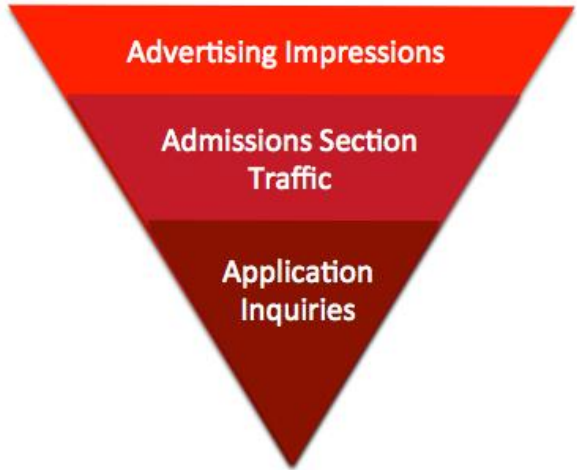 Advertising Impressions
Admissions Section
Traffic
Application
Inquiries